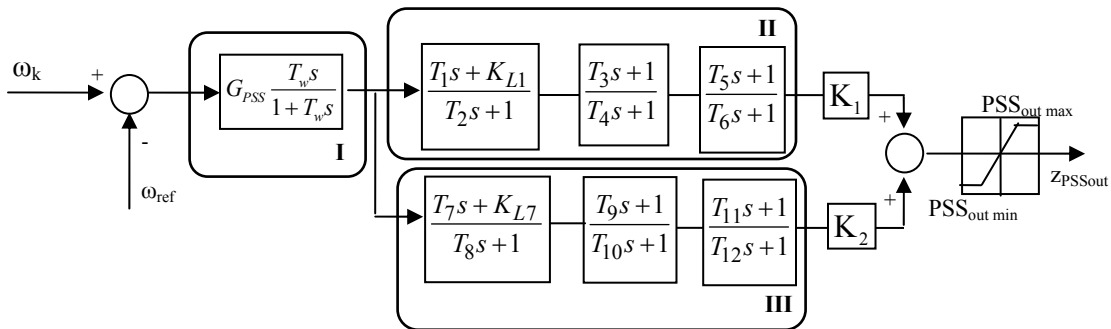 II
ω_k
+
-
ω_ref
G_PSS T_w s / 1 + T_w s
I
T_1 s + K_L1 / T_2 s + 1
T_3 s + 1 / T_4 s + 1
T_5 s + 1 / T_6 s + 1
K_1
+
PSS_out max
z_PSSout
PSS_out min
+
T_7 s + K_L7 / T_8 s + 1
T_9 s + 1 / T_10 s + 1
T_11 s + 1 / T_12 s + 1
K_2
III